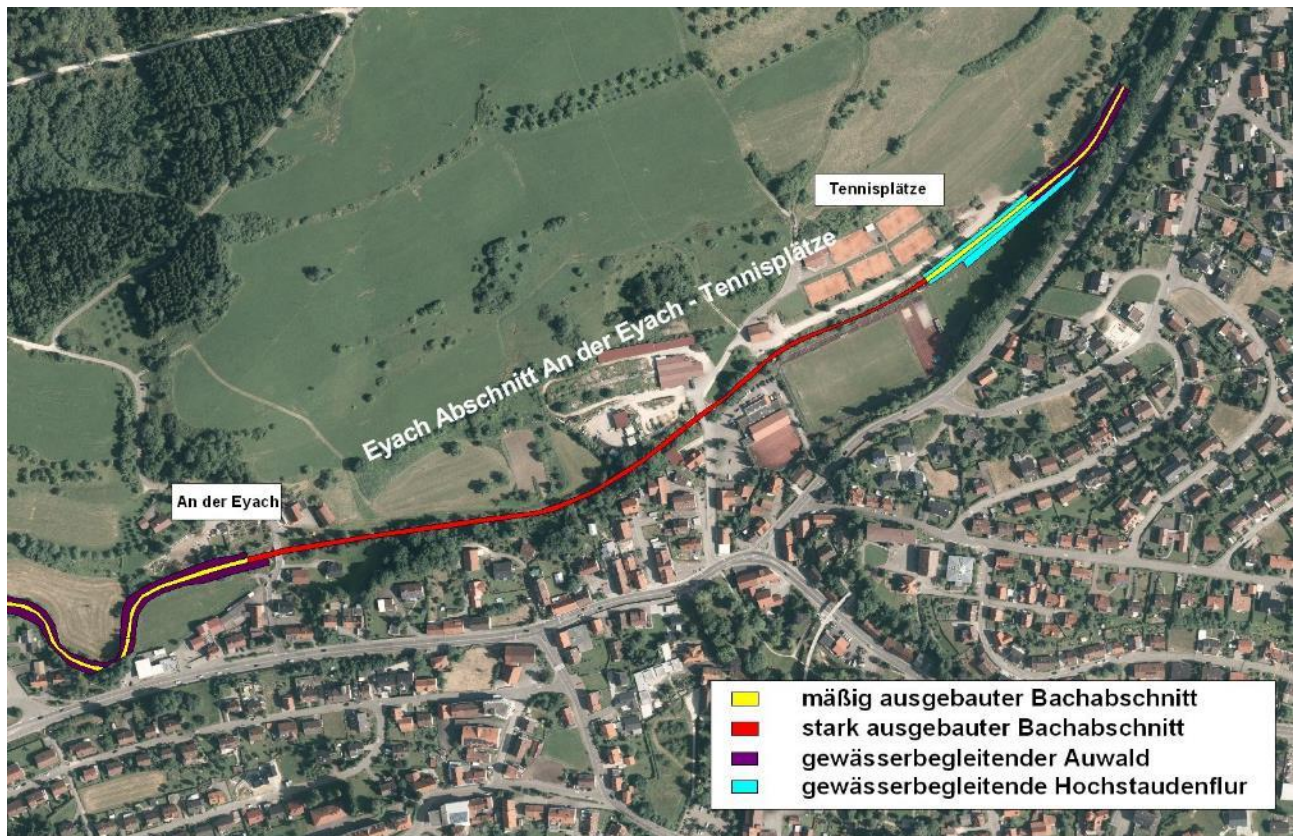 Tennisplätze
Eyach Abschnitt An der Eyach - Tennisplätze
An der Eyach
mäßig ausgebauter Bachabschnitt
stark ausgebauter Bachabschnitt
gewässerbegleitender Auwald
gewässerbegleitende Hochstaudenflur